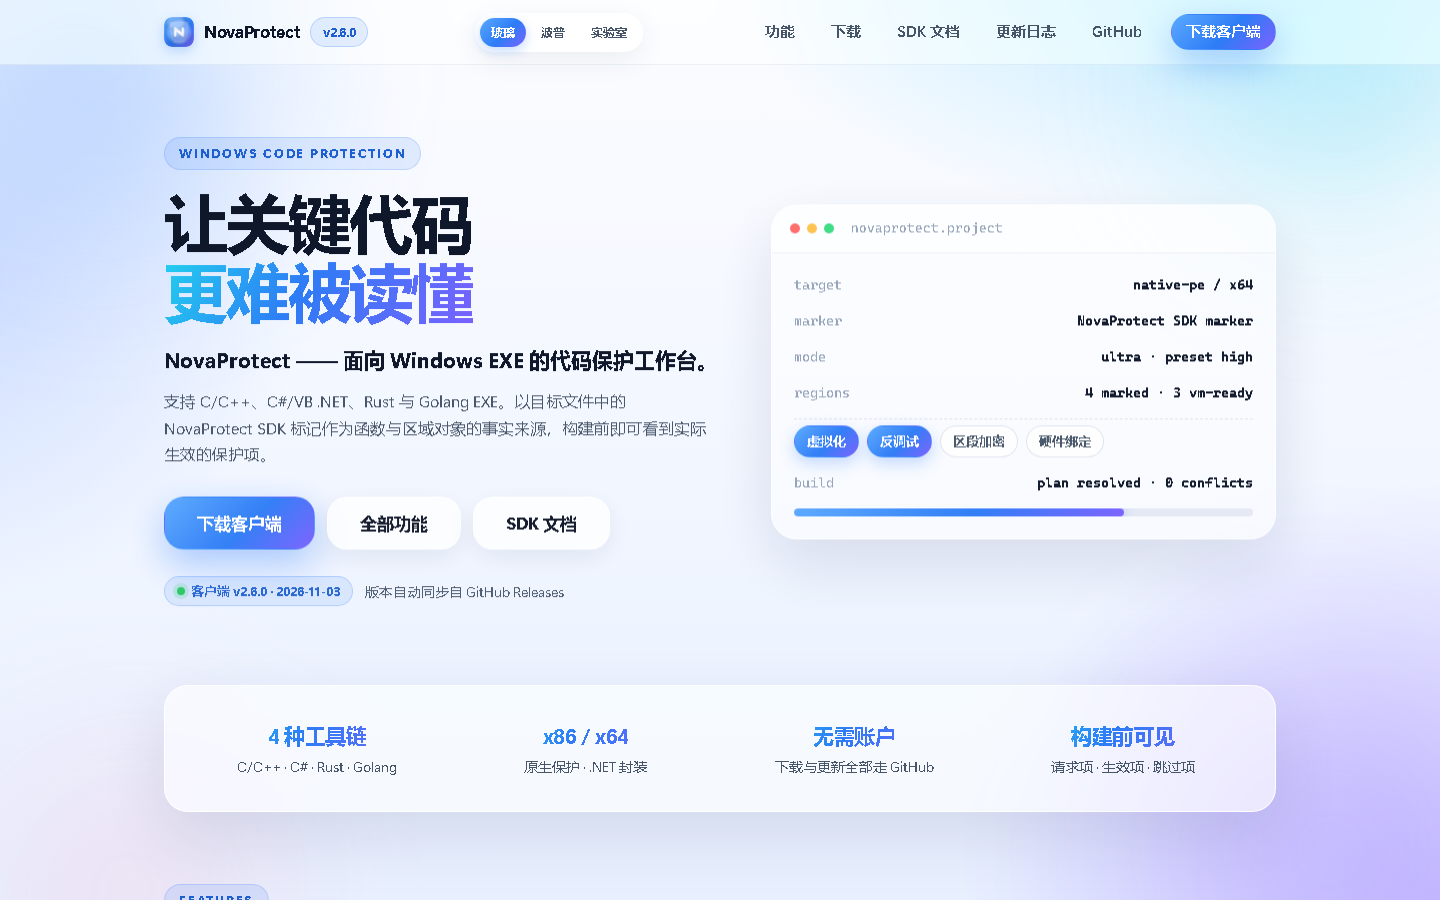 NovaProtect v2.8.0
玻璃 波普 实验室
功能 下载 SDK 文档 更新日志 GitHub 下载客户端
WINDOWS CODE PROTECTION
让关键代码
更难被读懂
NovaProtect —— 面向 Windows EXE 的代码保护工作台。
支持 C/C++、C#/VB .NET、Rust 与 Golang EXE。以目标文件中的
NovaProtect SDK 标记作为函数与区域对象的事实来源，构建前即可看到实际
生效的保护项。
下载客户端 全部功能 SDK 文档
客户端 v2.8.0 · 2026-11-03 版本自动同步自 GitHub Releases
novaprotect.project
target native-pe / x64
marker NovaProtect SDK marker
mode ultra · preset high
regions 4 marked · 3 vm-ready
虚拟化 反调试 区段加密 硬件绑定
build plan resolved · 0 conflicts
4 种工具链
C/C++ · C# · Rust · Golang
x86 / x64
原生保护 · .NET 封装
无需账户
下载与更新全部走 GitHub
构建前可见
请求项 · 生效项 · 跳过项
FEATURES